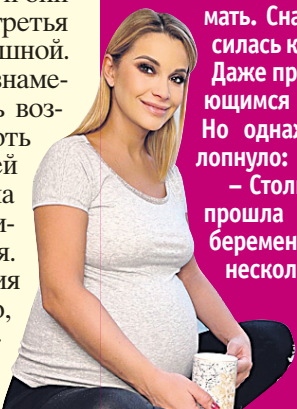 третья
шной.
знаме-
ь воз-
оть
ей
на
и-
я.
ия
о,
мать. Сна
силась к
Даже пр
ющимся
Но однаж
лопнуло:
– Столь
прошла
беремен
нескол